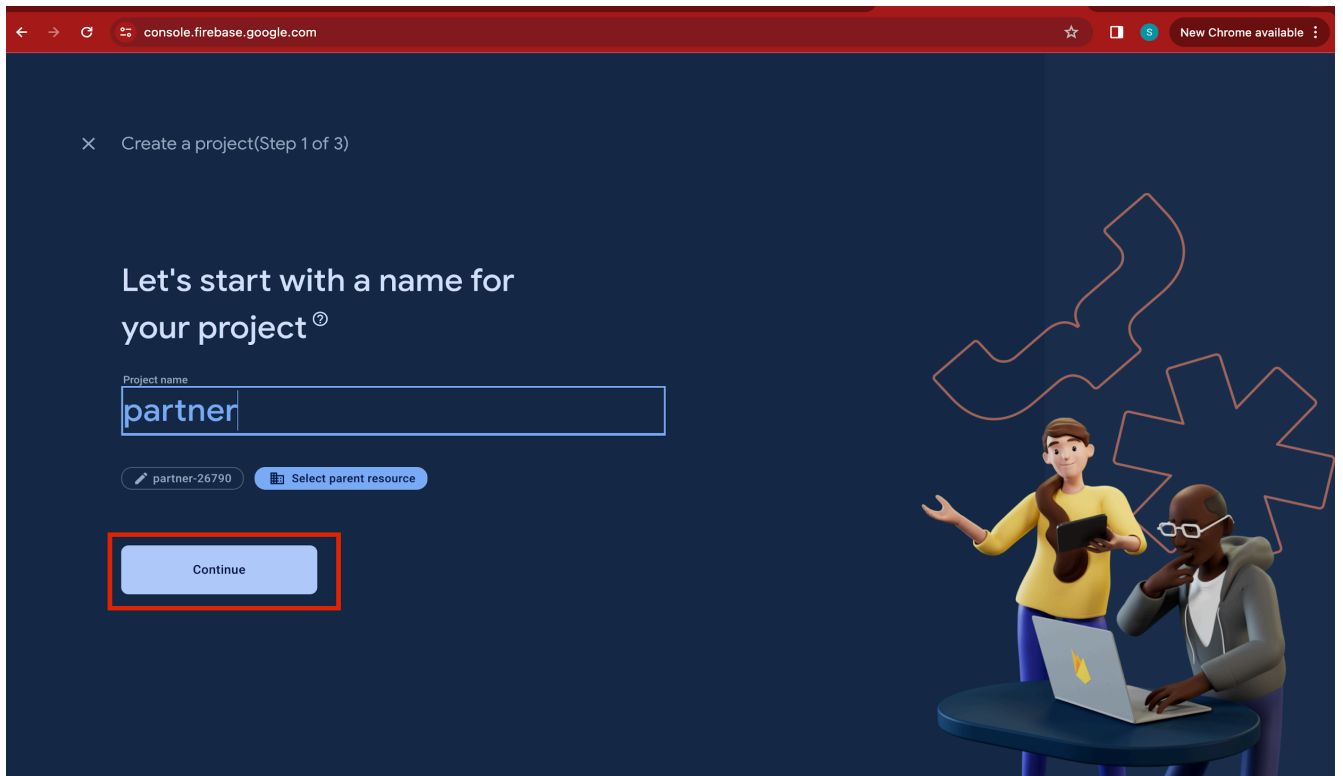 console.firebase.google.com
S
New Chrome available
Create a project(Step 1 of 3)
Let's start with a name for
your project
Project name
partner
partner-26790
Select parent resource
Continue